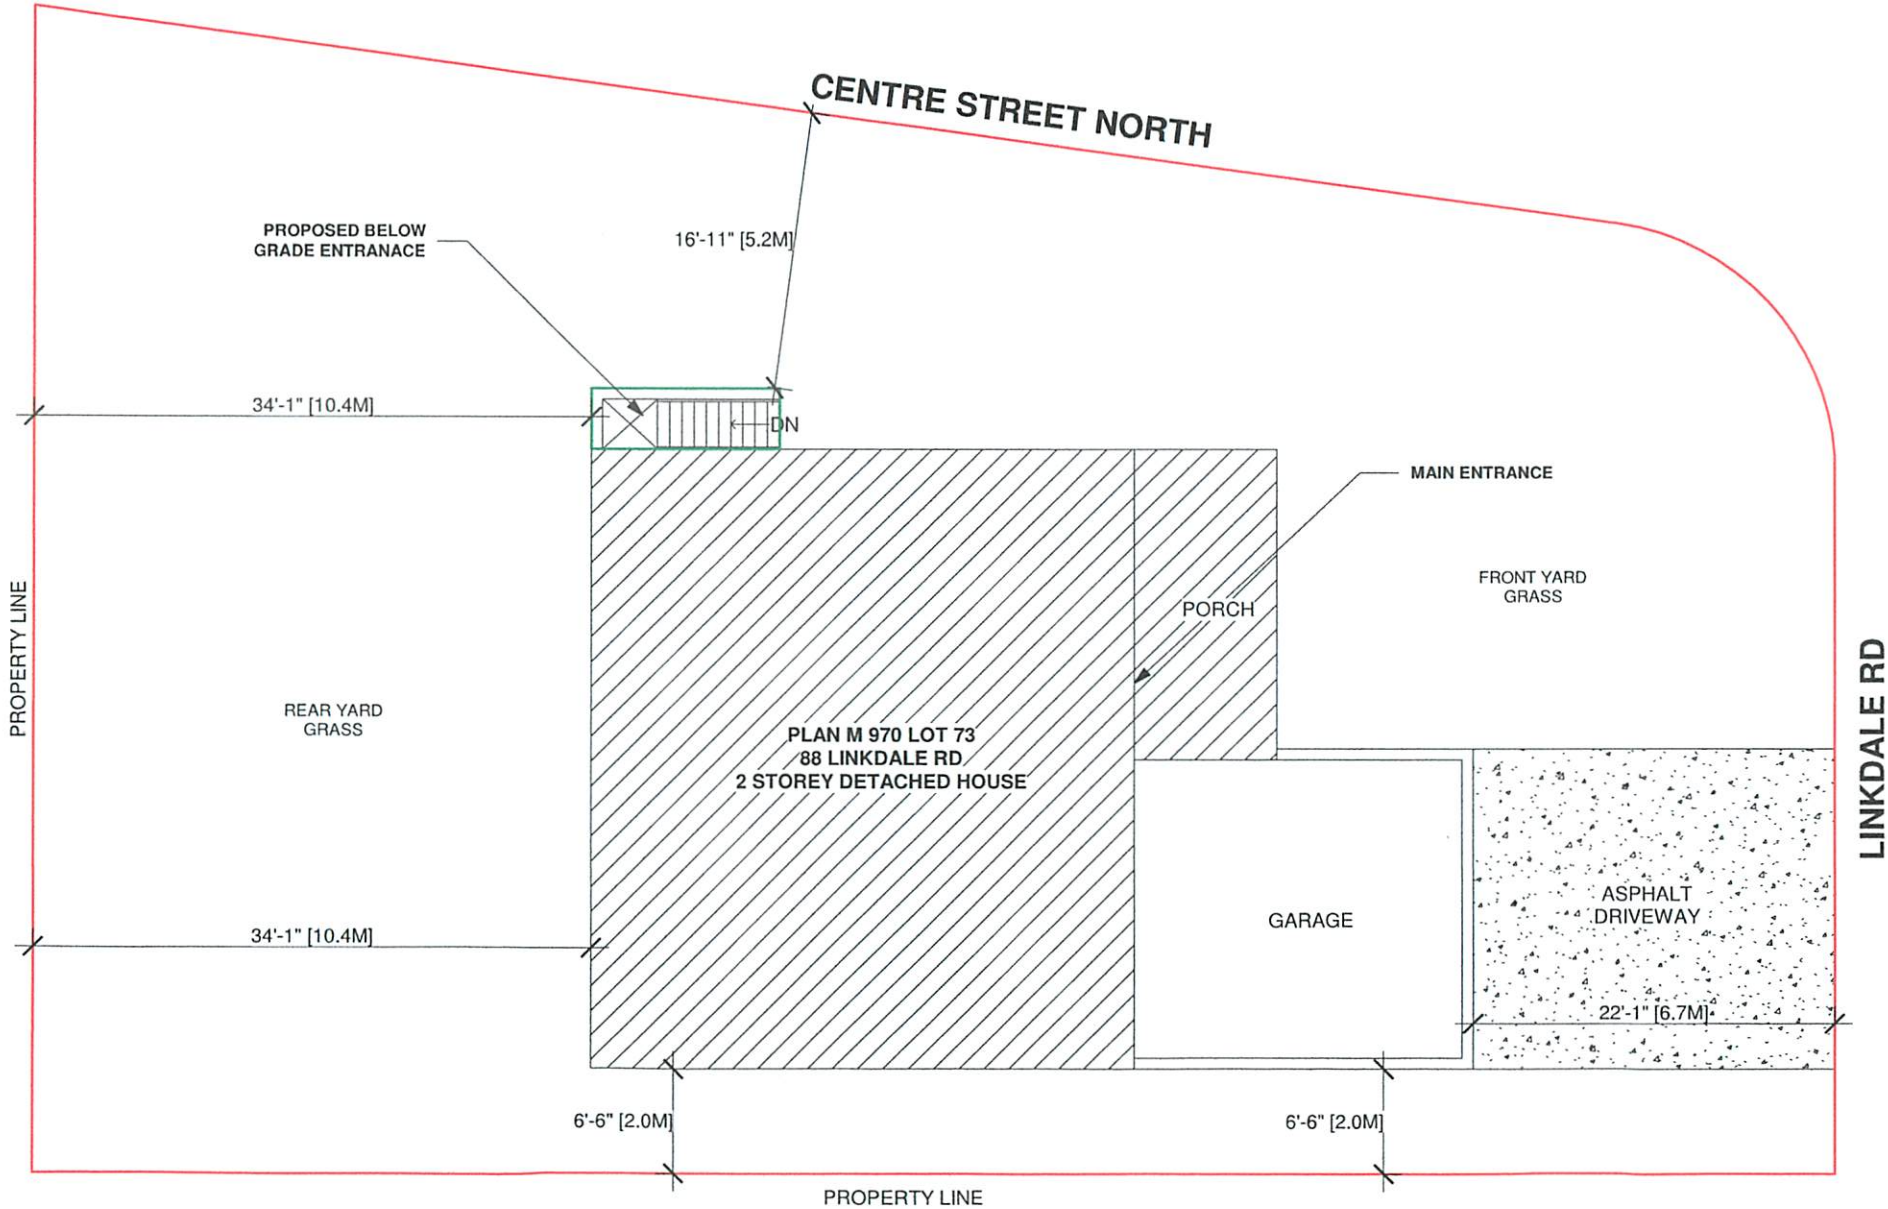 CENTRE STREET NORTH
PROPOSED BELOW
GRADE ENTRANACE
16'-11" [5.2M]
34'-1" [10.4M]
DN
MAIN ENTRANCE
FRONT YARD
GRASS
PORCH
PROPERTY LINE
LINKDALE RD
REAR YARD
GRASS
PLAN M 970 LOT 73
88 LINKDALE RD
2 STOREY DETACHED HOUSE
GARAGE
ASPHALT
DRIVEWAY
34'-1" [10.4M]
22'-1" [6.7M]
6'-6" [2.0M]
6'-6" [2.0M]
PROPERTY LINE